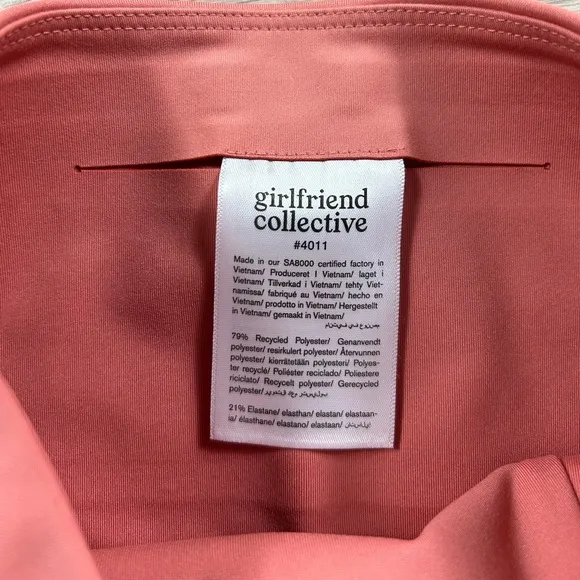 girlfriend
collective
#4011
Made in our SA8000 certified factory in
Vietnam/ Produceret I Vietnam/ laget i
Vietnam/ Tillverkad i Vietnam/ tehty Viet-
namissa/ fabriqué au Vietnam/ hecho en
Vietnam/ prodotto in Vietnam/ Hergestellt
in Vietnam/ gemaakt in Vietnam/
79% Recycled Polyester/ Genanvendt
polyester/ resirkulert polyester/ Återvunnen
polyester/ kierrätetään polyesteri/ Polyes-
ter recyclé/ Poliéster reciclado/ Poliestere
riciclato/ Recycelt polyester/ Gerecycled
polyester/
21% Elastane/ elasthan/ elastan/ elastaan-
ia/ élasthane/ elastano/ elastaan/